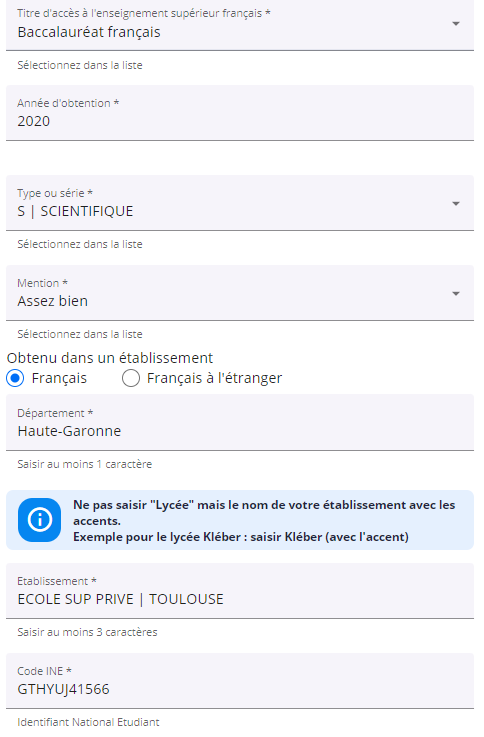 Titre d'accès à l'enseignement supérieur français *
Baccalauréat français
Sélectionnez dans la liste
Année d'obtention *
2020
Type ou série *
S | SCIENTIFIQUE
Sélectionnez dans la liste
Mention *
Assez bien
Sélectionnez dans la liste
Obtenu dans un établissement
Français Français à l'étranger
Département *
Haute-Garonne
Saisir au moins 1 caractère
Ne pas saisir "Lycée" mais le nom de votre établissement avec les
accents.
Exemple pour le lycée Kléber : saisir Kléber (avec l'accent)
Etablissement *
ECOLE SUP PRIVE | TOULOUSE
Saisir au moins 3 caractères
Code INE *
GTHYUJ41566
Identifiant National Etudiant